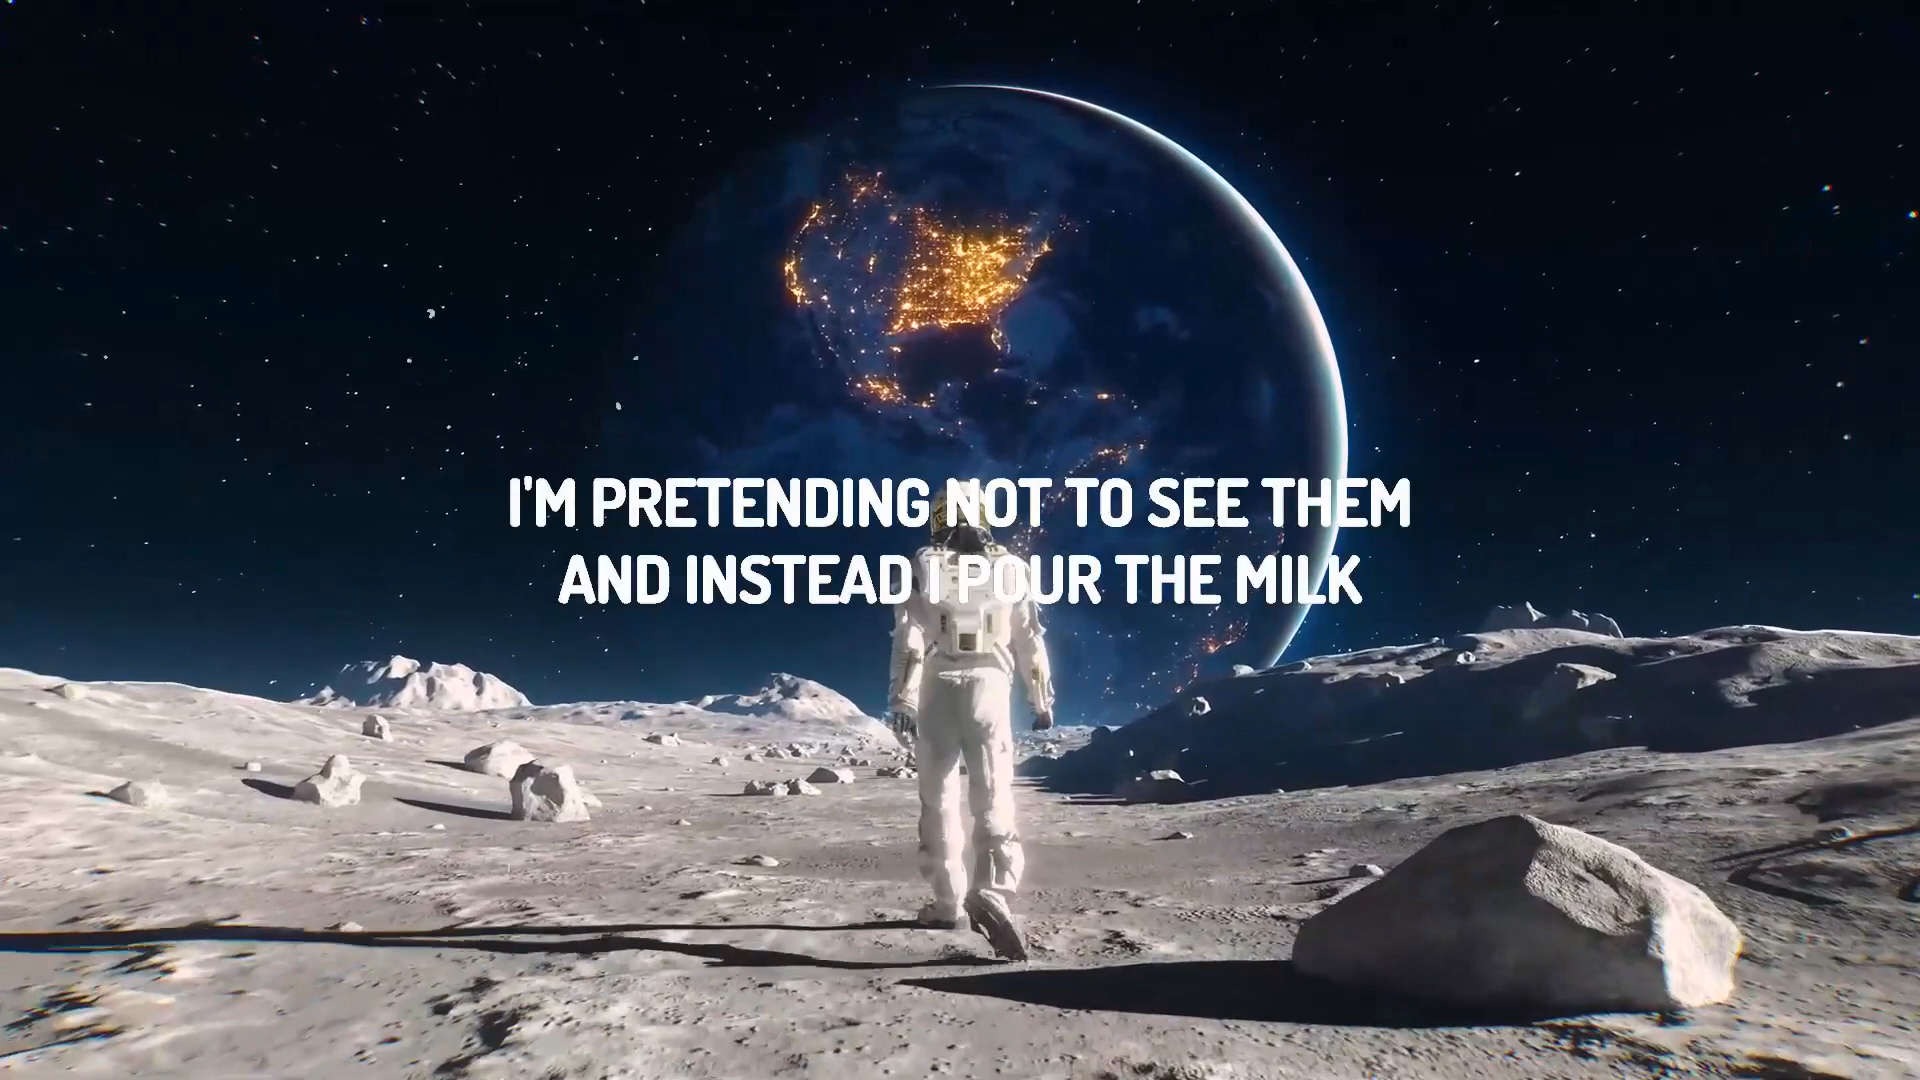 I'M PRETENDING NOT TO SEE THEM
AND INSTEAD I POUR THE MILK